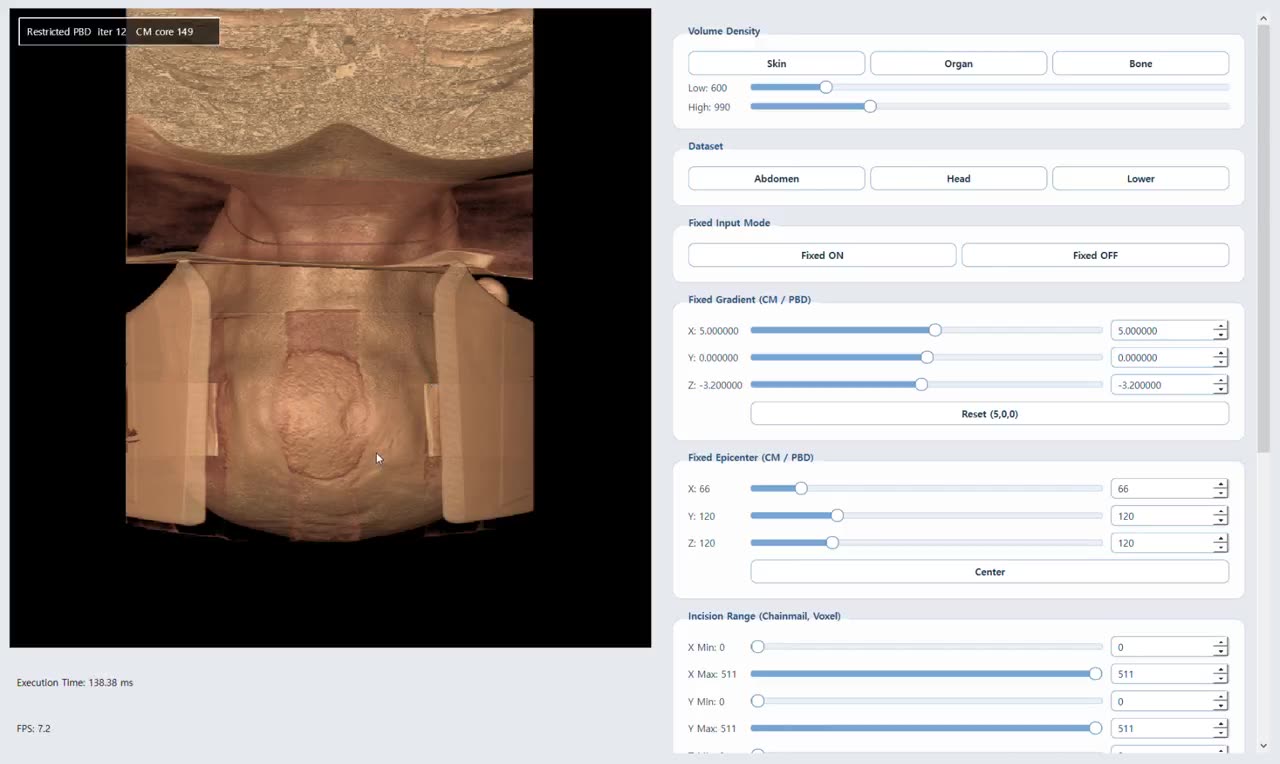 Restricted PBD iter 12 CM core 149
Execution Time: 138.38 ms
FPS: 7.2
Volume Density
Skin Organ Bone
Low: 600
High: 990
Dataset
Abdomen Head Lower
Fixed Input Mode
Fixed ON Fixed OFF
Fixed Gradient (CM / PBD)
X: 5.000000 5.000000
Y: 0.000000 0.000000
Z: -3.200000 -3.200000
Reset (5,0,0)
Fixed Epicenter (CM / PBD)
X: 66 66
Y: 120 120
Z: 120 120
Center
Incision Range (Chainmail, Voxel)
X Min: 0 0
X Max: 511 511
Y Min: 0 0
Y Max: 511 511